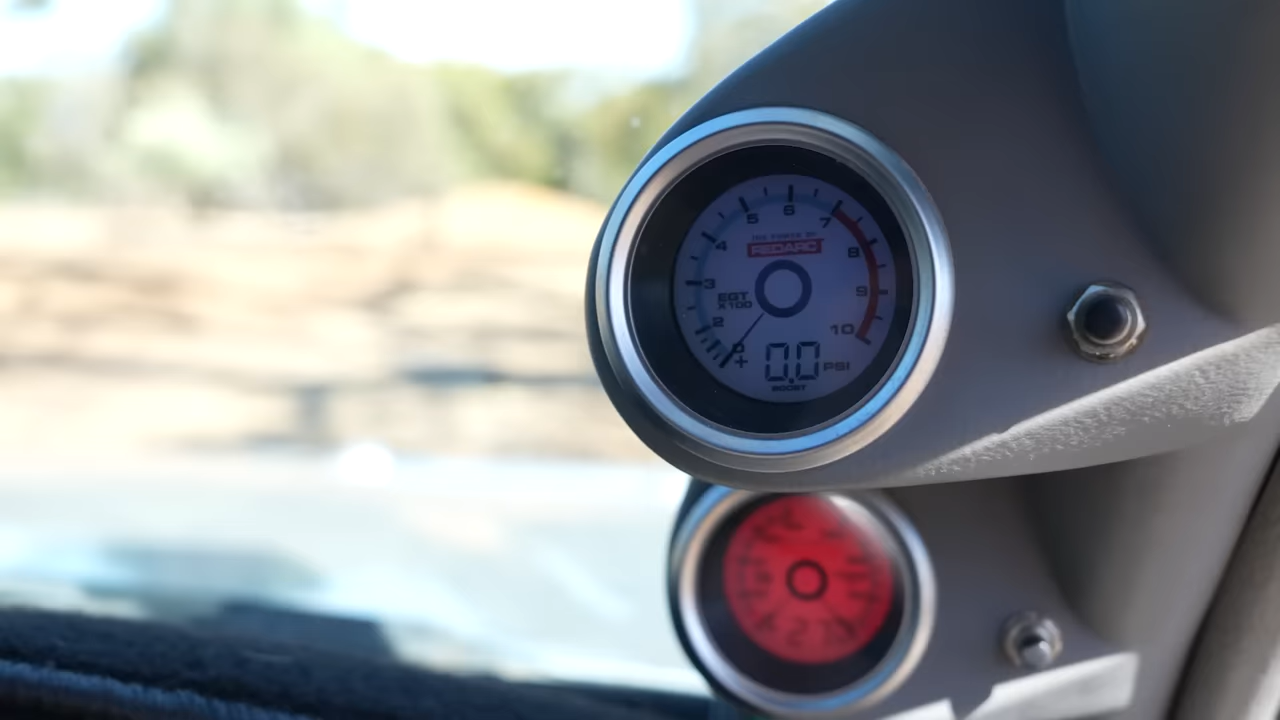 5 6 7
4 8
THE POWER OF
REDARC
3 9
EGT
X100
2 10
0
+
0.0 PSI
BOOST